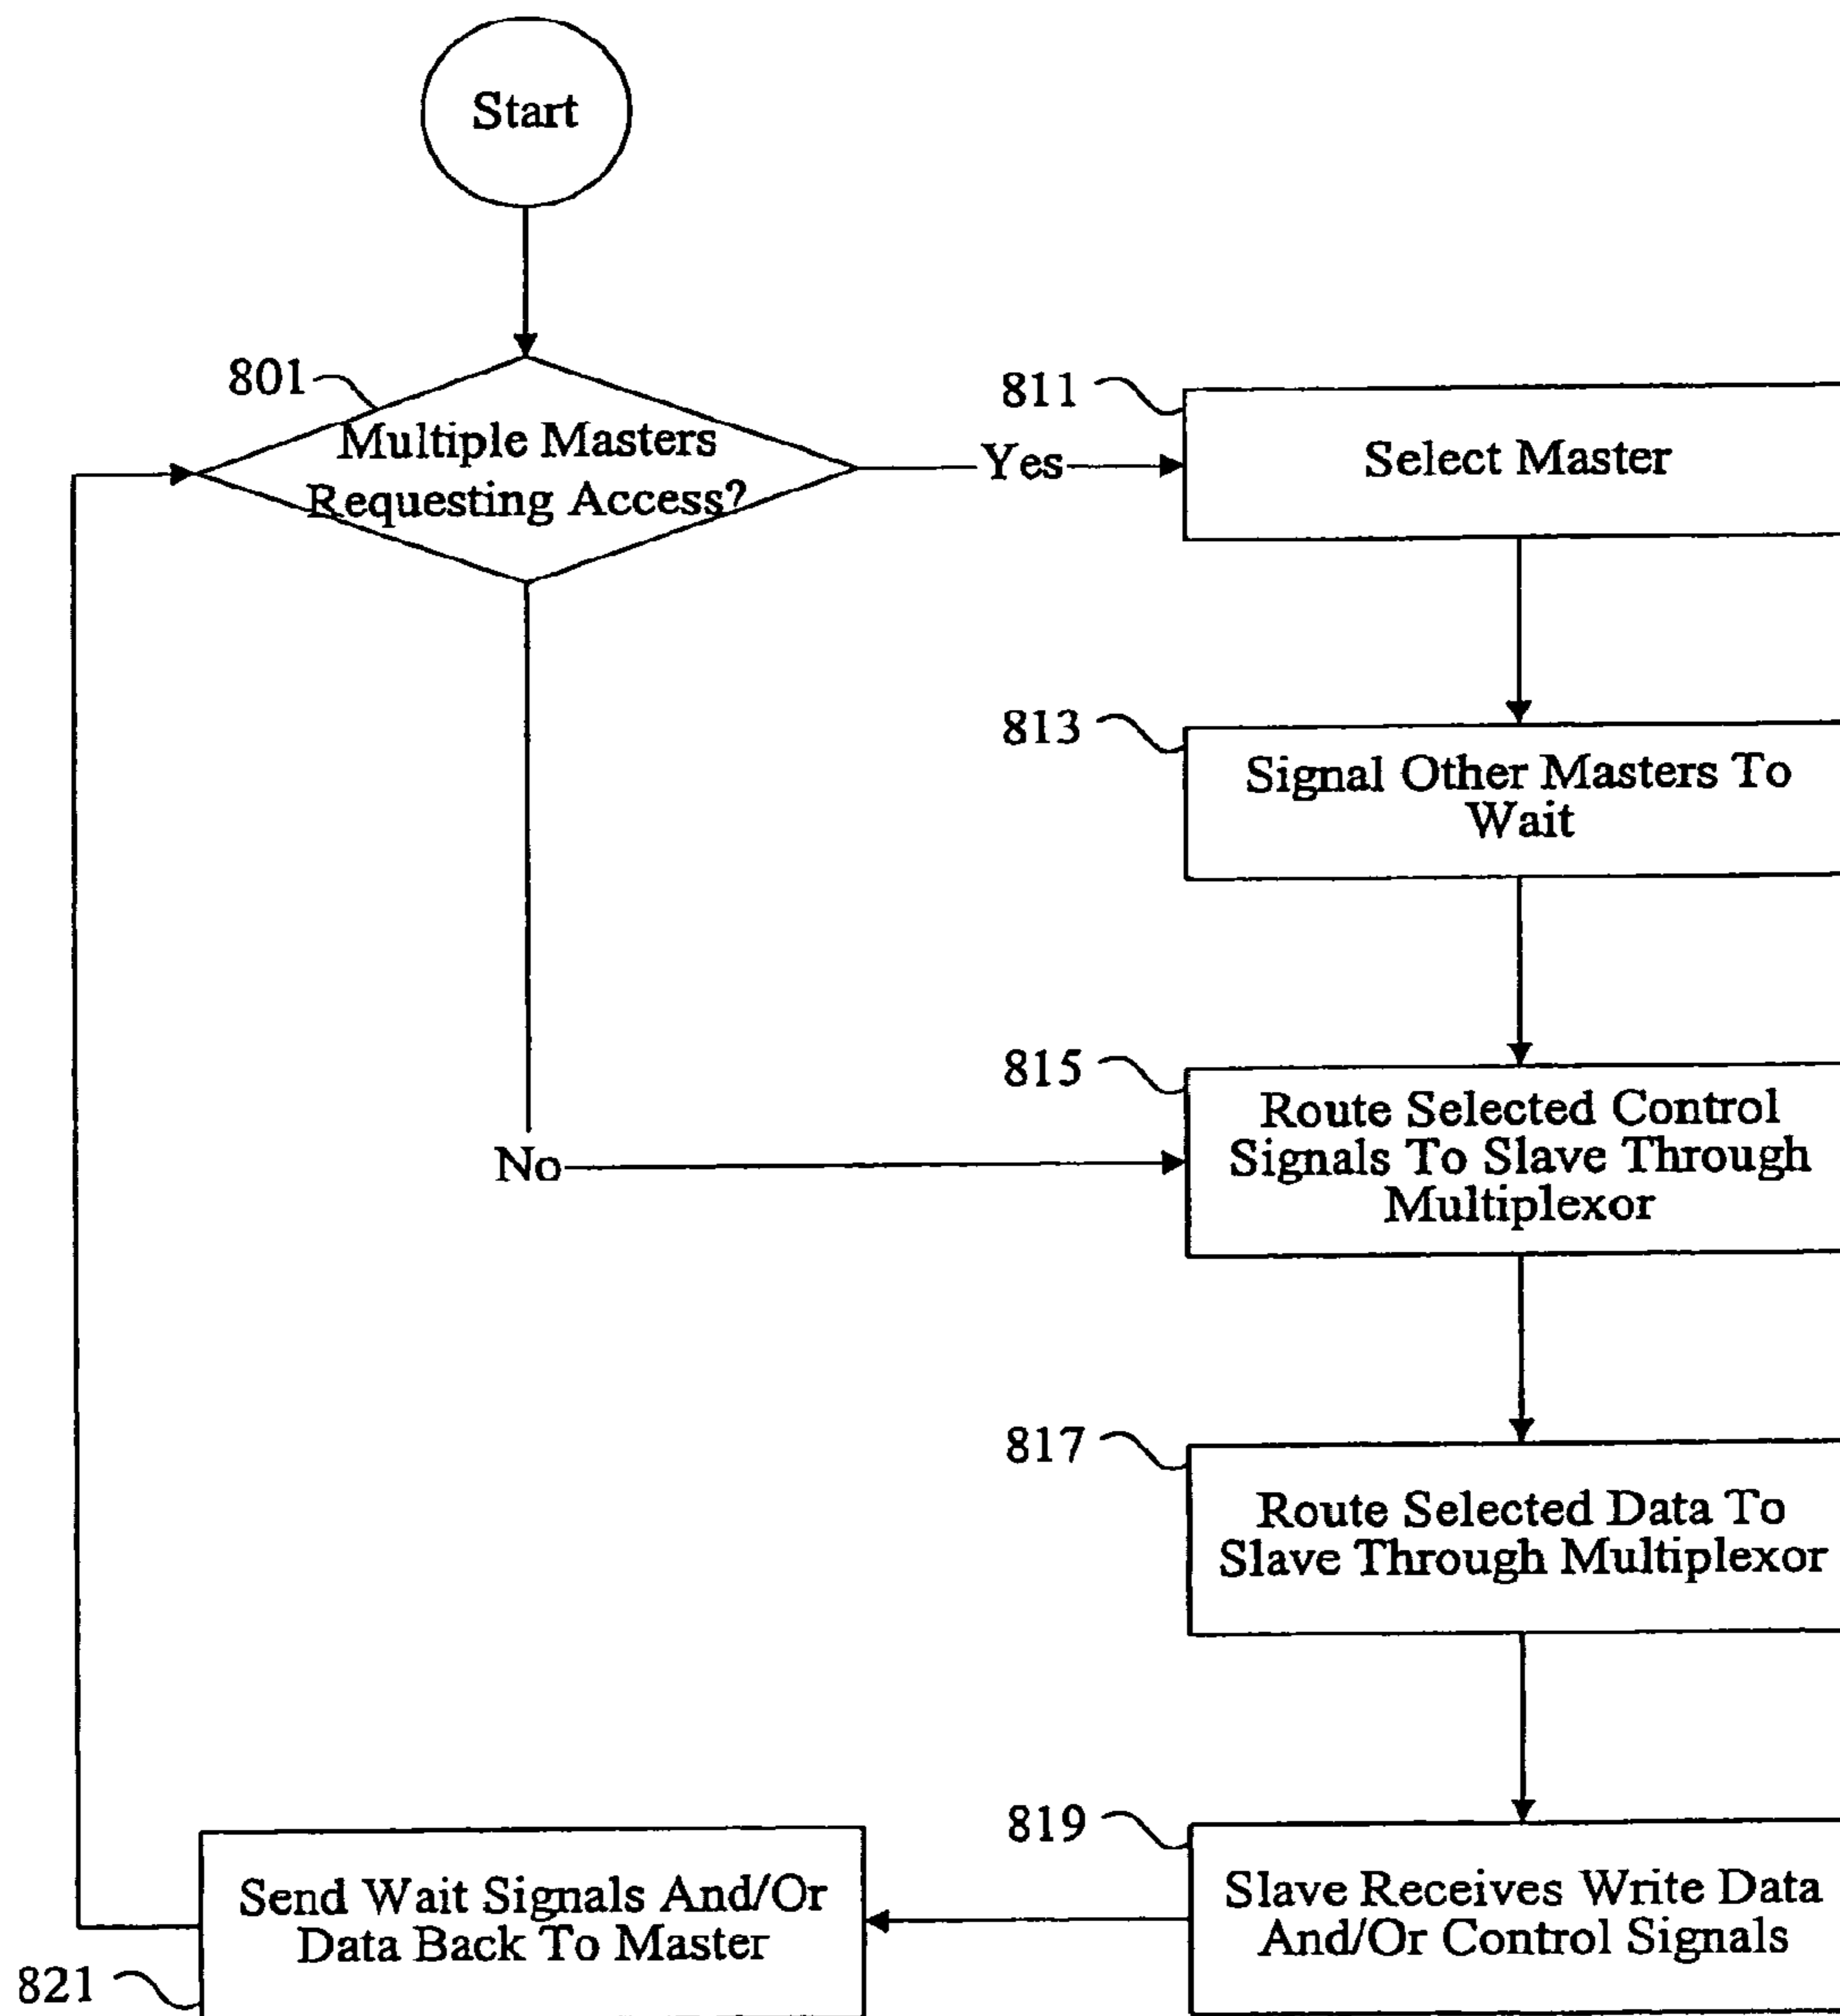 Start
801
Multiple Masters
Requesting Access?
Yes
811
Select Master
813
Signal Other Masters To
Wait
815
Route Selected Control
Signals To Slave Through
Multiplexor
No
817
Route Selected Data To
Slave Through Multiplexor
819
Slave Receives Write Data
And/Or Control Signals
Send Wait Signals And/Or
Data Back To Master
821